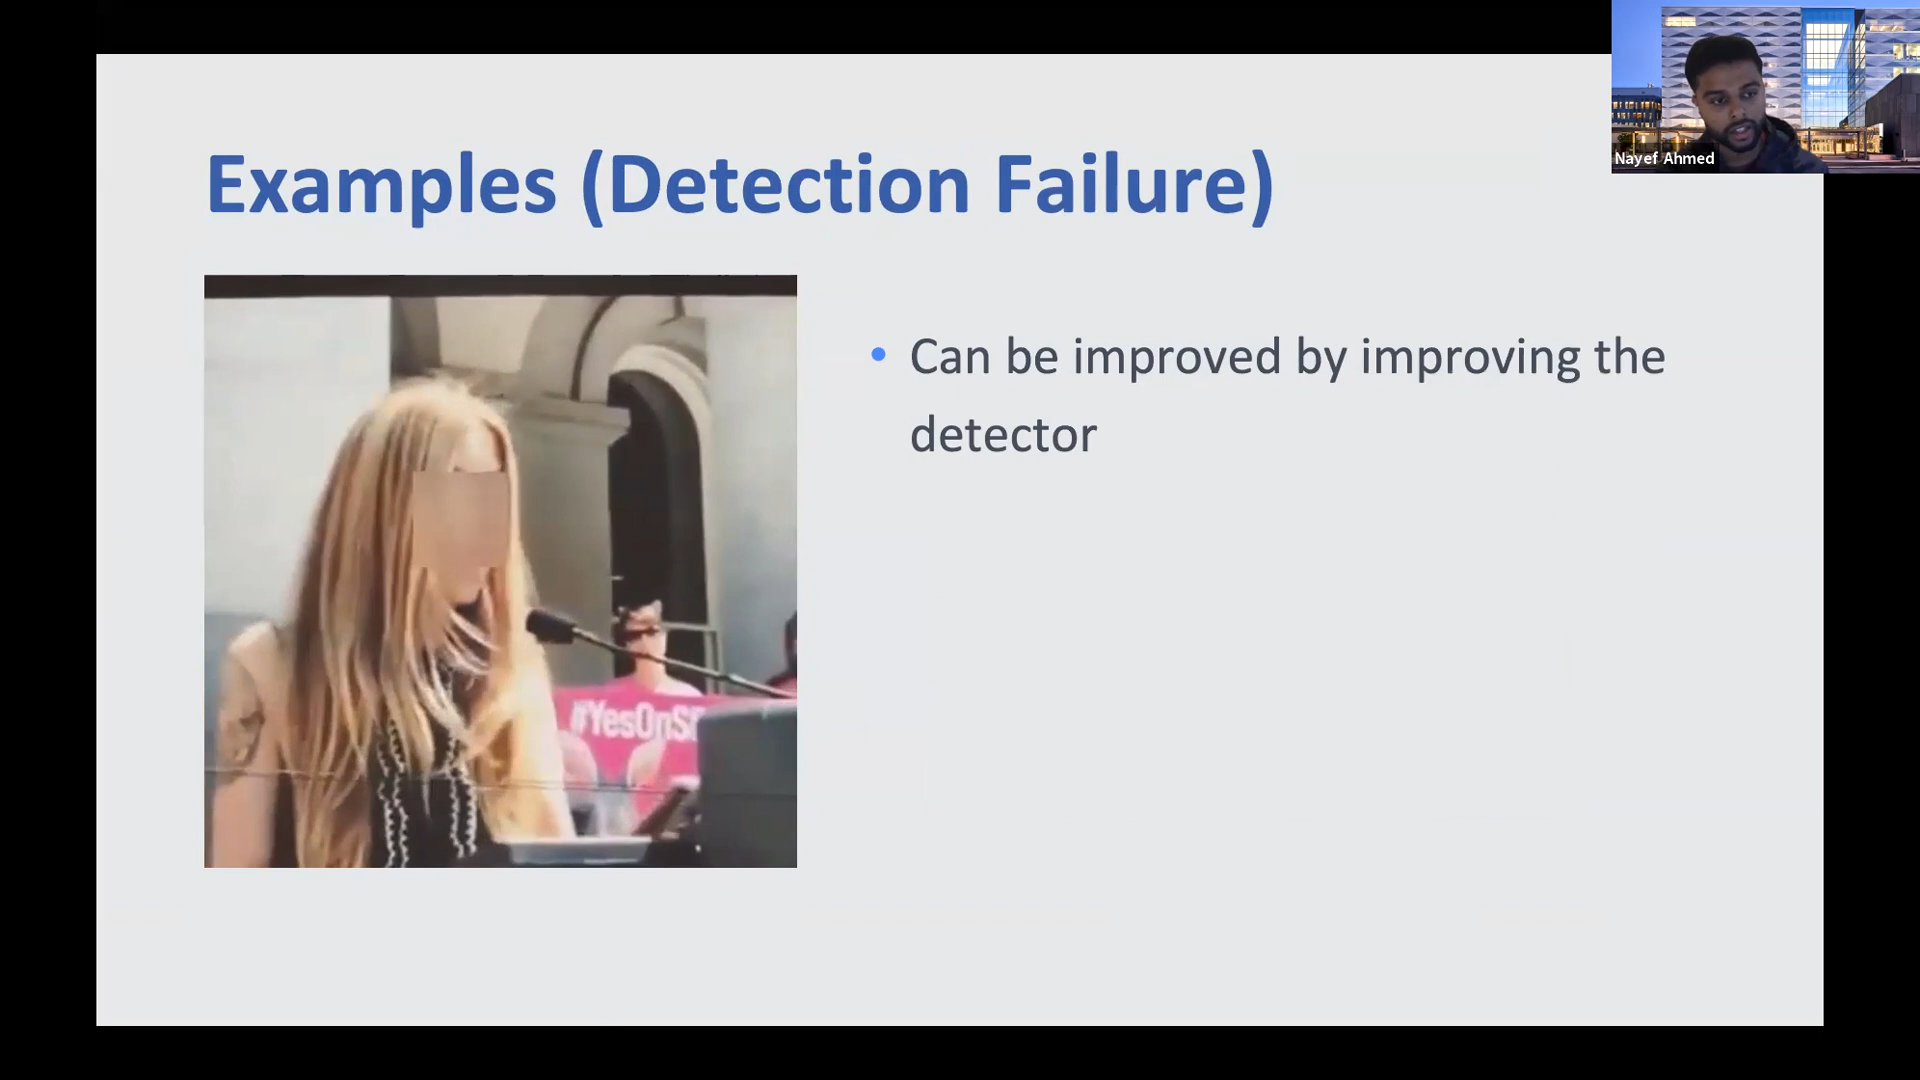 Nayef Ahmed
Examples (Detection Failure)
• Can be improved by improving the
detector
#YesOnS